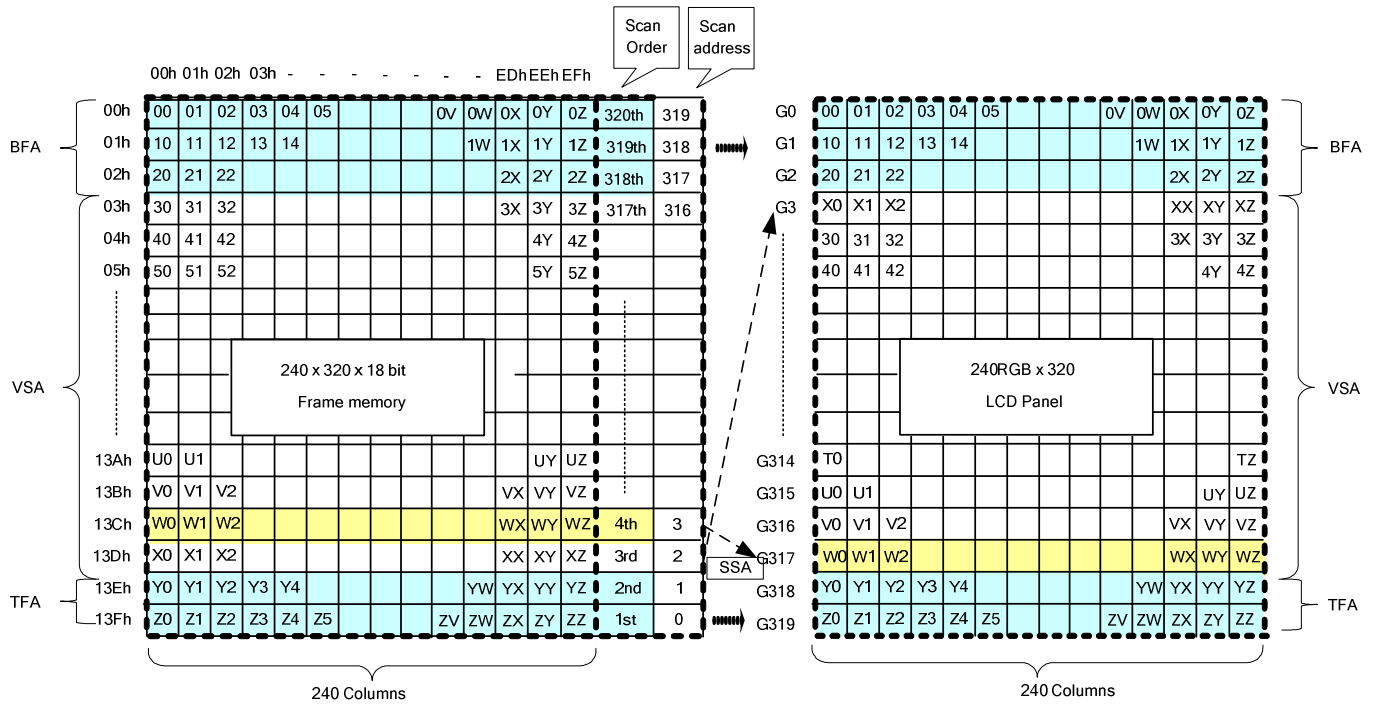 Scan Order
Scan address
00h 01h 02h 03h - - - - - - - EDh EEh EFh
00h 00 01 02 03 04 05 0V 0W 0X 0Y 0Z 320th 319
01h 10 11 12 13 14 1W 1X 1Y 1Z 319th 318
02h 20 21 22 2X 2Y 2Z 318th 317
03h 30 31 32 3X 3Y 3Z 317th 316
04h 40 41 42 4Y 4Z
05h 50 51 52 5Y 5Z
BFA
VSA
TFA
240 x 320 x 18 bit
Frame memory
13Ah U0 U1 UY UZ
13Bh V0 V1 V2 VX VY VZ
13Ch W0 W1 W2 WX WY WZ 4th 3
13Dh X0 X1 X2 XX XY XZ 3rd 2
13Eh Y0 Y1 Y2 Y3 Y4 YW YX YY YZ 2nd 1
13Fh Z0 Z1 Z2 Z3 Z4 Z5 ZV ZW ZX ZY ZZ 1st 0
240 Columns
SSA
G0 00 01 02 03 04 05 0V 0W 0X 0Y 0Z
G1 10 11 12 13 14 1W 1X 1Y 1Z
G2 20 21 22 2X 2Y 2Z
G3 X0 X1 X2 XX XY XZ
30 31 32 3X 3Y 3Z
40 41 42 4Y 4Z
240RGB x 320
LCD Panel
G314 T0 TZ
G315 U0 U1 UY UZ
G316 V0 V1 V2 VX VY VZ
G317 W0 W1 W2 WX WY WZ
G318 Y0 Y1 Y2 Y3 Y4 YW YX YY YZ
G319 Z0 Z1 Z2 Z3 Z4 Z5 ZV ZW ZX ZY ZZ
BFA
VSA
TFA
240 Columns